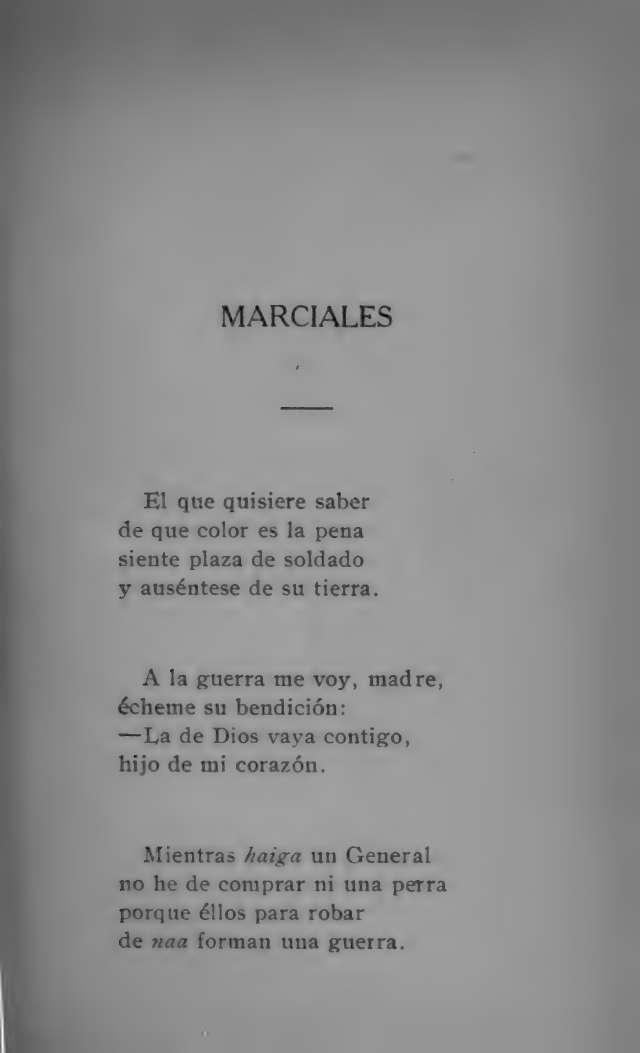 MARCIALES
El que quisiere saber
de que color es la pena
siente plaza de soldado
y auséntese de su tierra.
A la guerra me voy, madre,
écheme su bendición:
—La de Dios vaya contigo,
hijo de mi corazón.
Mientras haiga un General
no he de comprar ni una perra
porque éllos para robar
de naa forman una guerra.